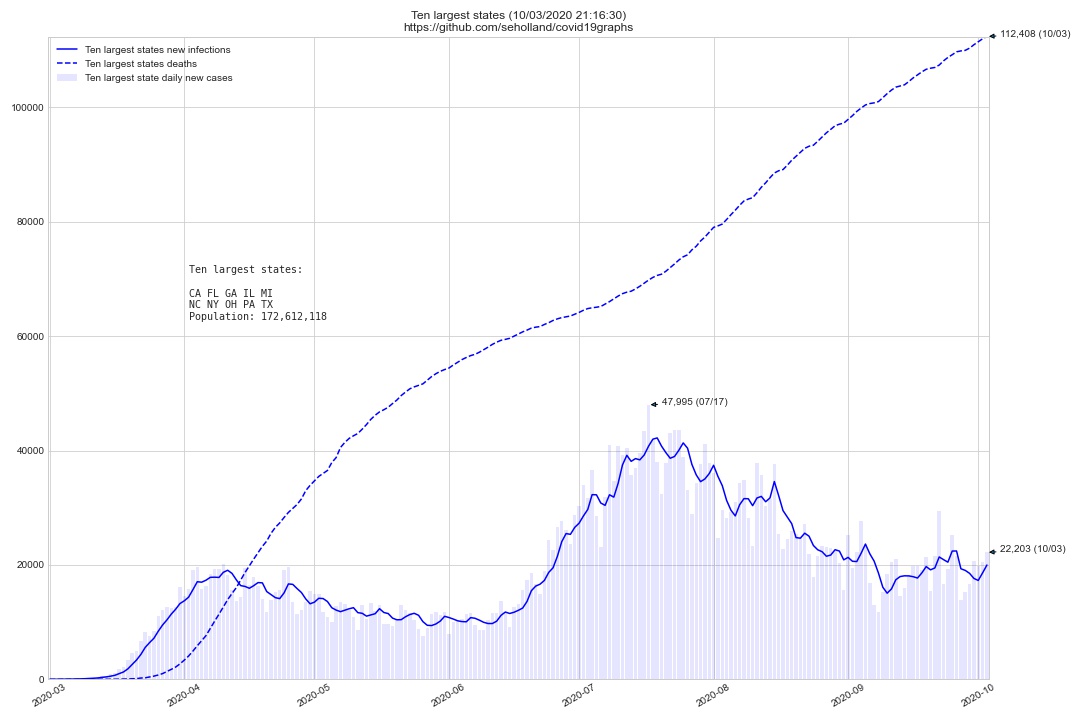 Ten largest states (10/03/2020 21:16:30)
https://github.com/seholland/covid19graphs
Ten largest states new infections
Ten largest states deaths
Ten largest state daily new cases
112,408 (10/03)
100000
80000
Ten largest states:
CA FL GA IL MI
NC NY OH PA TX
Population: 172,612,118
60000
47,995 (07/17)
40000
22,203 (10/03)
20000
0
2020-03
2020-04
2020-05
2020-06
2020-07
2020-08
2020-09
2020-10